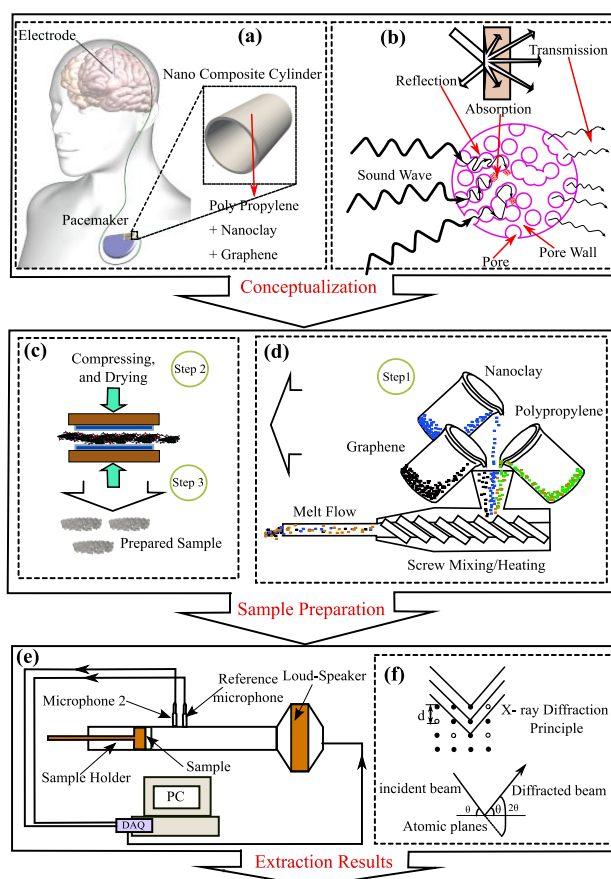 Electrode
(a)
Nano Composite Cylinder
Pacemaker
Poly Propylene
+ Nanoclay
+ Graphene
(b)
Transmission
Reflection
Absorption
Sound Wave
Pore Wall
Pore
Conceptualization
(c)
Compressing,
and Drying
Step 2
Step 3
Prepared Sample
(d)
Step1
Nanoclay
Polypropylene
Graphene
Melt Flow
Screw Mixing/Heating
Sample Preparation
(e)
Reference
microphone
Loud-Speaker
Microphone 2
Sample
Sample Holder
PC
DAQ
(f)
d
X- ray Diffraction
Principle
incident beam
Diffracted beam
θ
θ
2θ
Atomic planes
Extraction Results